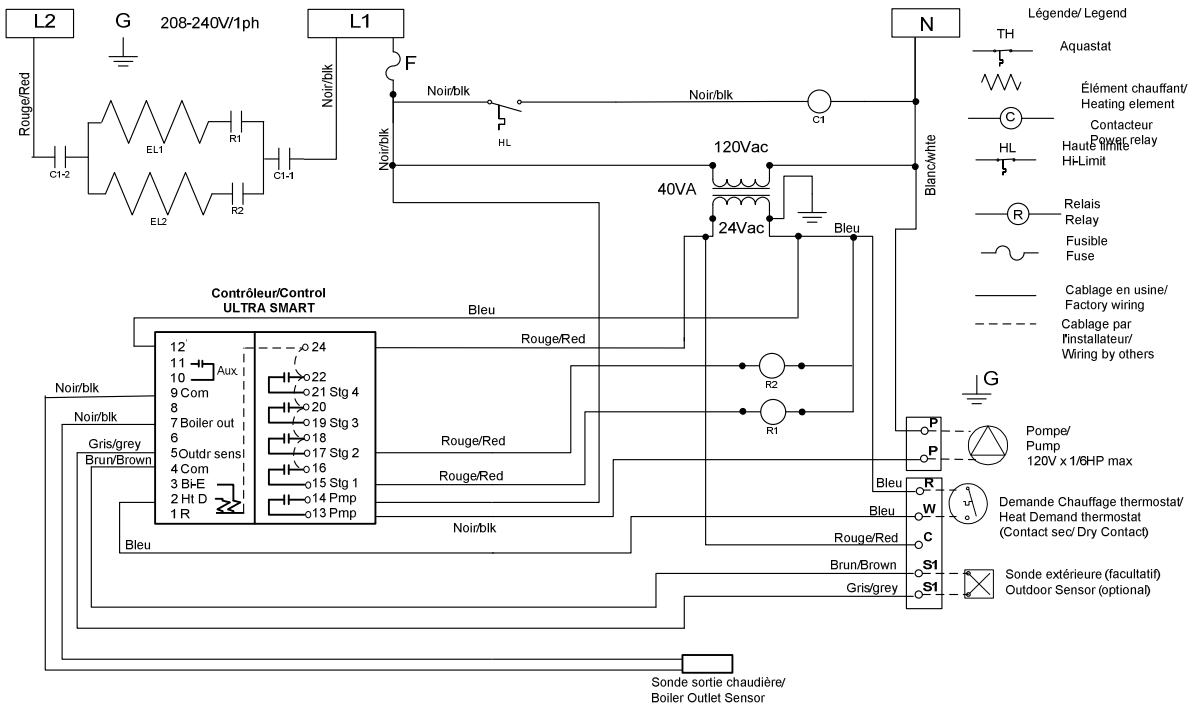 L2
G
208-240V/1ph
L1
N
Légende/ Legend
TH
Aquastat
F
Rouge/Red
Noir/blk
Noir/blk
Noir/blk
C1
HL
Élément chauffant/
Heating element
C
Contacteur
Power relay
HL
Haute limite
Hi-Limit
R1
EL1
C1-2
C1-1
R2
EL2
Noir/blk
120Vac
40VA
24Vac
Blanc/whte
Bleu
R
Relais
Relay
Fusible
Fuse
Cablage en usine/
Factory wiring
Cablage par
l'installateur/
Wiring by others
G
Contrôleur/Control
ULTRA SMART
Bleu
Rouge/Red
12
11
10
Aux.
9 Com
8
7 Boiler out
6
5 Outdr sens
4 Com
3 Bi-E
2 Ht D
1 R
24
22
21 Stg 4
20
19 Stg 3
18
17 Stg 2
16
15 Stg 1
14 Pmp
13 Pmp
Noir/blk
Noir/blk
Gris/grey
Brun/Brown
R2
R1
Rouge/Red
Rouge/Red
Noir/blk
Bleu
P
P
Pompe/
Pump
120V x 1/6HP max
Bleu
R
Bleu
W
Rouge/Red
C
Brun/Brown
S1
Gris/grey
S1
Demande Chauffage thermostat/
Heat Demand thermostat
(Contact sec/ Dry Contact)
Sonde extérieure (facultatif)
Outdoor Sensor (optional)
Sonde sortie chaudière/
Boiler Outlet Sensor